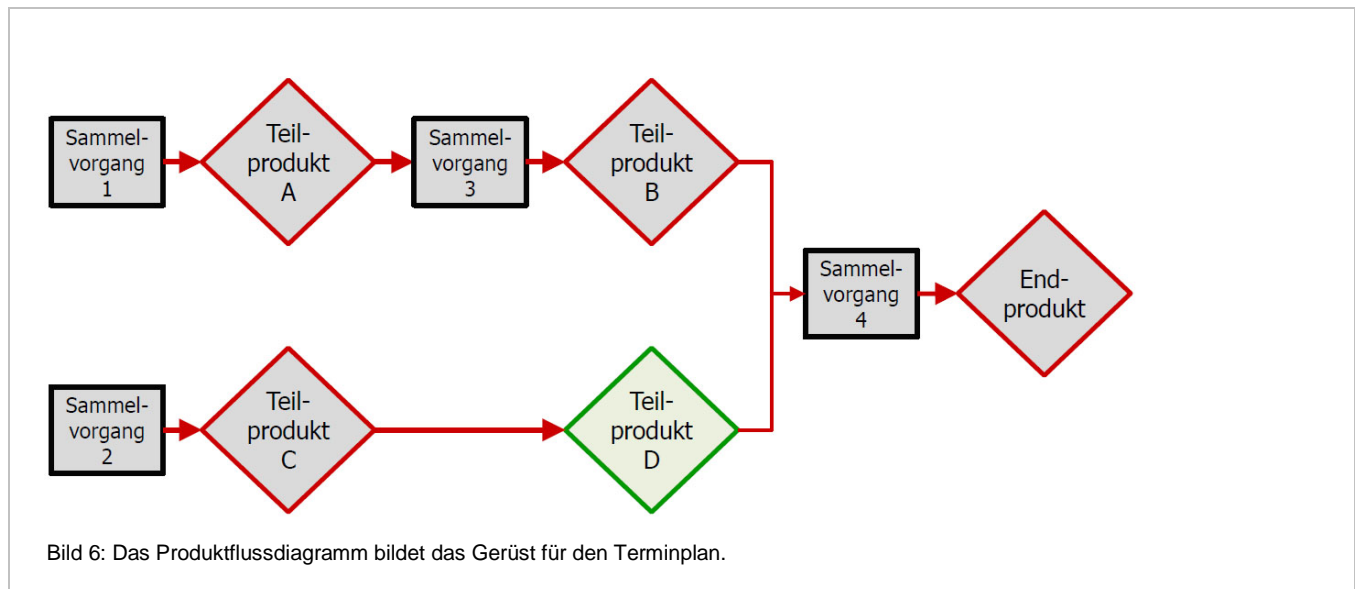 Sammel-
vorgang
1
Teil-
produkt
A
Sammel-
vorgang
3
Teil-
produkt
B
Sammel-
vorgang
4
End-
produkt
Sammel-
vorgang
2
Teil-
produkt
C
Teil-
produkt
D
Bild 6: Das Produktflussdiagramm bildet das Gerüst für den Terminplan.